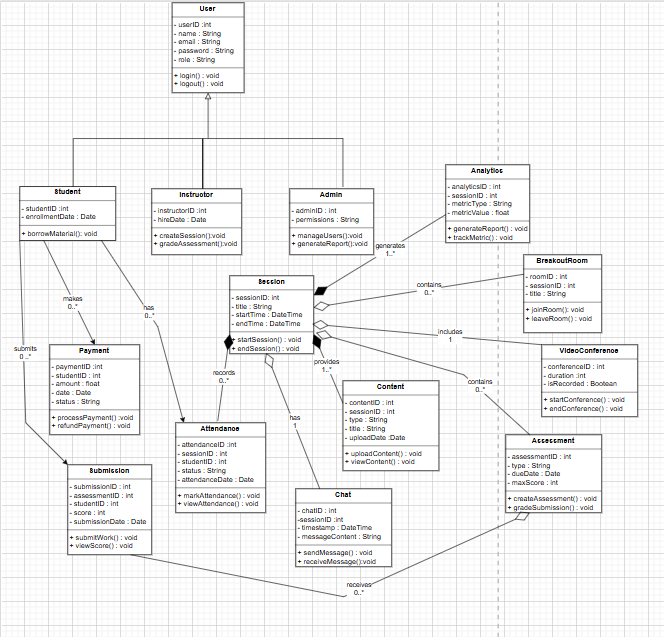 User
- userID :int
- name : String
- email : String
- password : String
- role : String
+ login() : void
+ logout() : void
Student
- studentID :int
- enrollmentDate : Date
+ borrowMaterial(): void
Instructor
- instructorID : int
- hireDate : Date
+ createSession():void
+ gradeAssessment():void
Admin
- adminID : int
- permissions : String
+ manageUsers(): void
+ generateReport():void
Analytics
- analyticsID : int
- sessionID : int
- metricType : String
- metricValue : float
+ generateReport() : void
+ trackMetric() : void
generates
1..*
Session
- sessionID: int
- title : String
- startTime : DateTime
- endTime : DateTime
+ startSession() : void
+ endSession() : void
contains
0..*
BreakoutRoom
- roomID : int
- sessionID : int
- title : String
+ joinRoom(): void
+ leaveRoom() : void
makes
0..*
has
0..*
includes
1
submits
0 ..*
Payment
- paymentID : int
- studentID : int
- amount : float
- date : Date
- status : String
+ processPayment() :void
+ refundPayment() : void
records
0..*
provides
1..*
contains
0..*
VideoConference
- conferenceID : int
- duration :int
- isRecorded : Boolean
+ startConference() : void
+ endConference() : void
Content
- contentID : int
- sessionID : int
- type : String
- title : String
- uploadDate :Date
+ uploadContent() : void
+ viewContent() : void
has
1
Attendance
- attendanceID : int
- sessionID : int
- studentID : int
- status : String
- attendanceDate : Date
+ markAttendance() : void
+ viewAttendance() : void
Assessment
- assessmentID : int
- type : String
- dueDate : Date
- maxScore : int
+ createAssessment() : void
+ gradeSubmission() : void
Submission
- submissionID : int
- assessmentID : int
- studentID : int
- score : int
- submissionDate : Date
+ submitWork() : void
+ viewScore() : void
Chat
- chatID : int
-sessionID : int
- timestamp : DateTime
- messageContent : String
+ sendMessage() : void
+ receiveMessage():void
receives
0..*